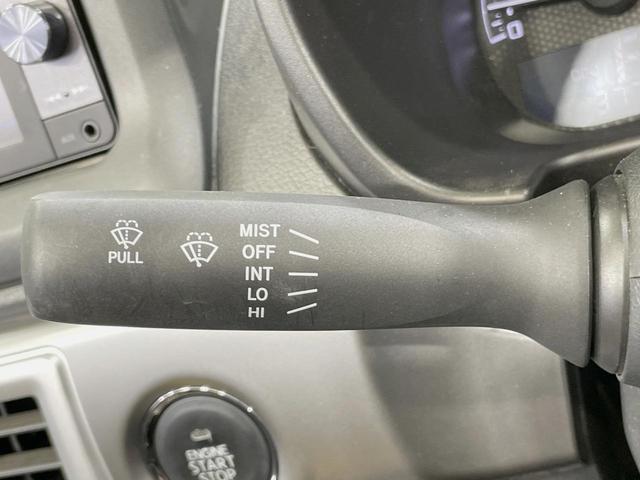 PULL
MIST
OFF
INT
LO
HI
ENGINE
START
STOP